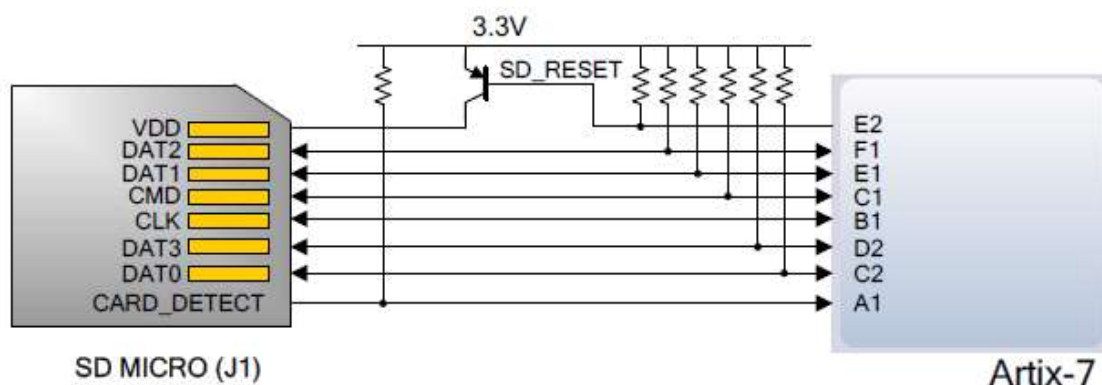 3.3V
SD_RESET
VDD
E2
DAT2
F1
DAT1
E1
CMD
C1
CLK
B1
DAT3
D2
DAT0
C2
CARD_DETECT
A1
SD MICRO (J1)
Artix-7